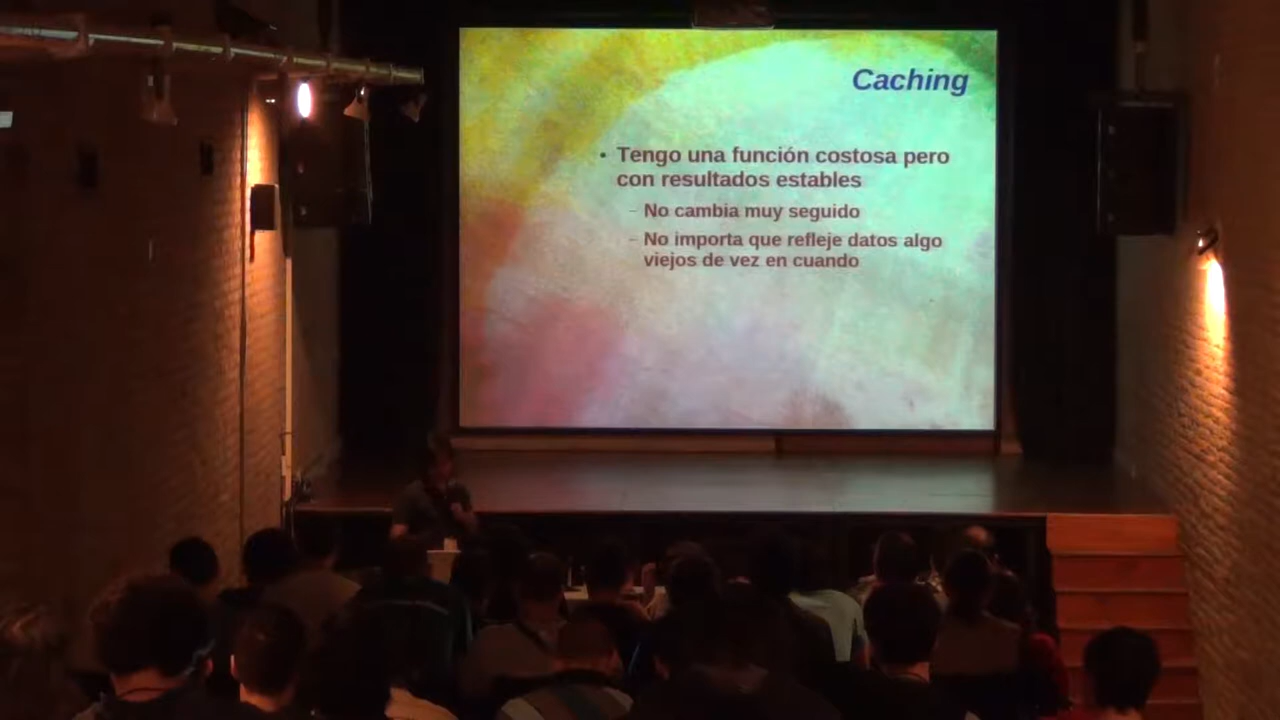 Caching
• Tengo una función costosa pero
con resultados estables
– No cambia muy seguido
– No importa que refleje datos algo
viejos de vez en cuando